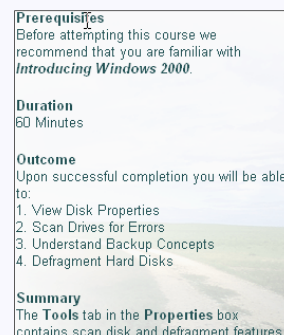 Prerequisites
Before attempting this course we
recommend that you are familiar with
Introducing Windows 2000.
Duration
60 Minutes
Outcome
Upon successful completion you will be able
to:
1. View Disk Properties
2. Scan Drives for Errors
3. Understand Backup Concepts
4. Defragment Hard Disks
Summary
The Tools tab in the Properties box
contains scan disk and defragment features